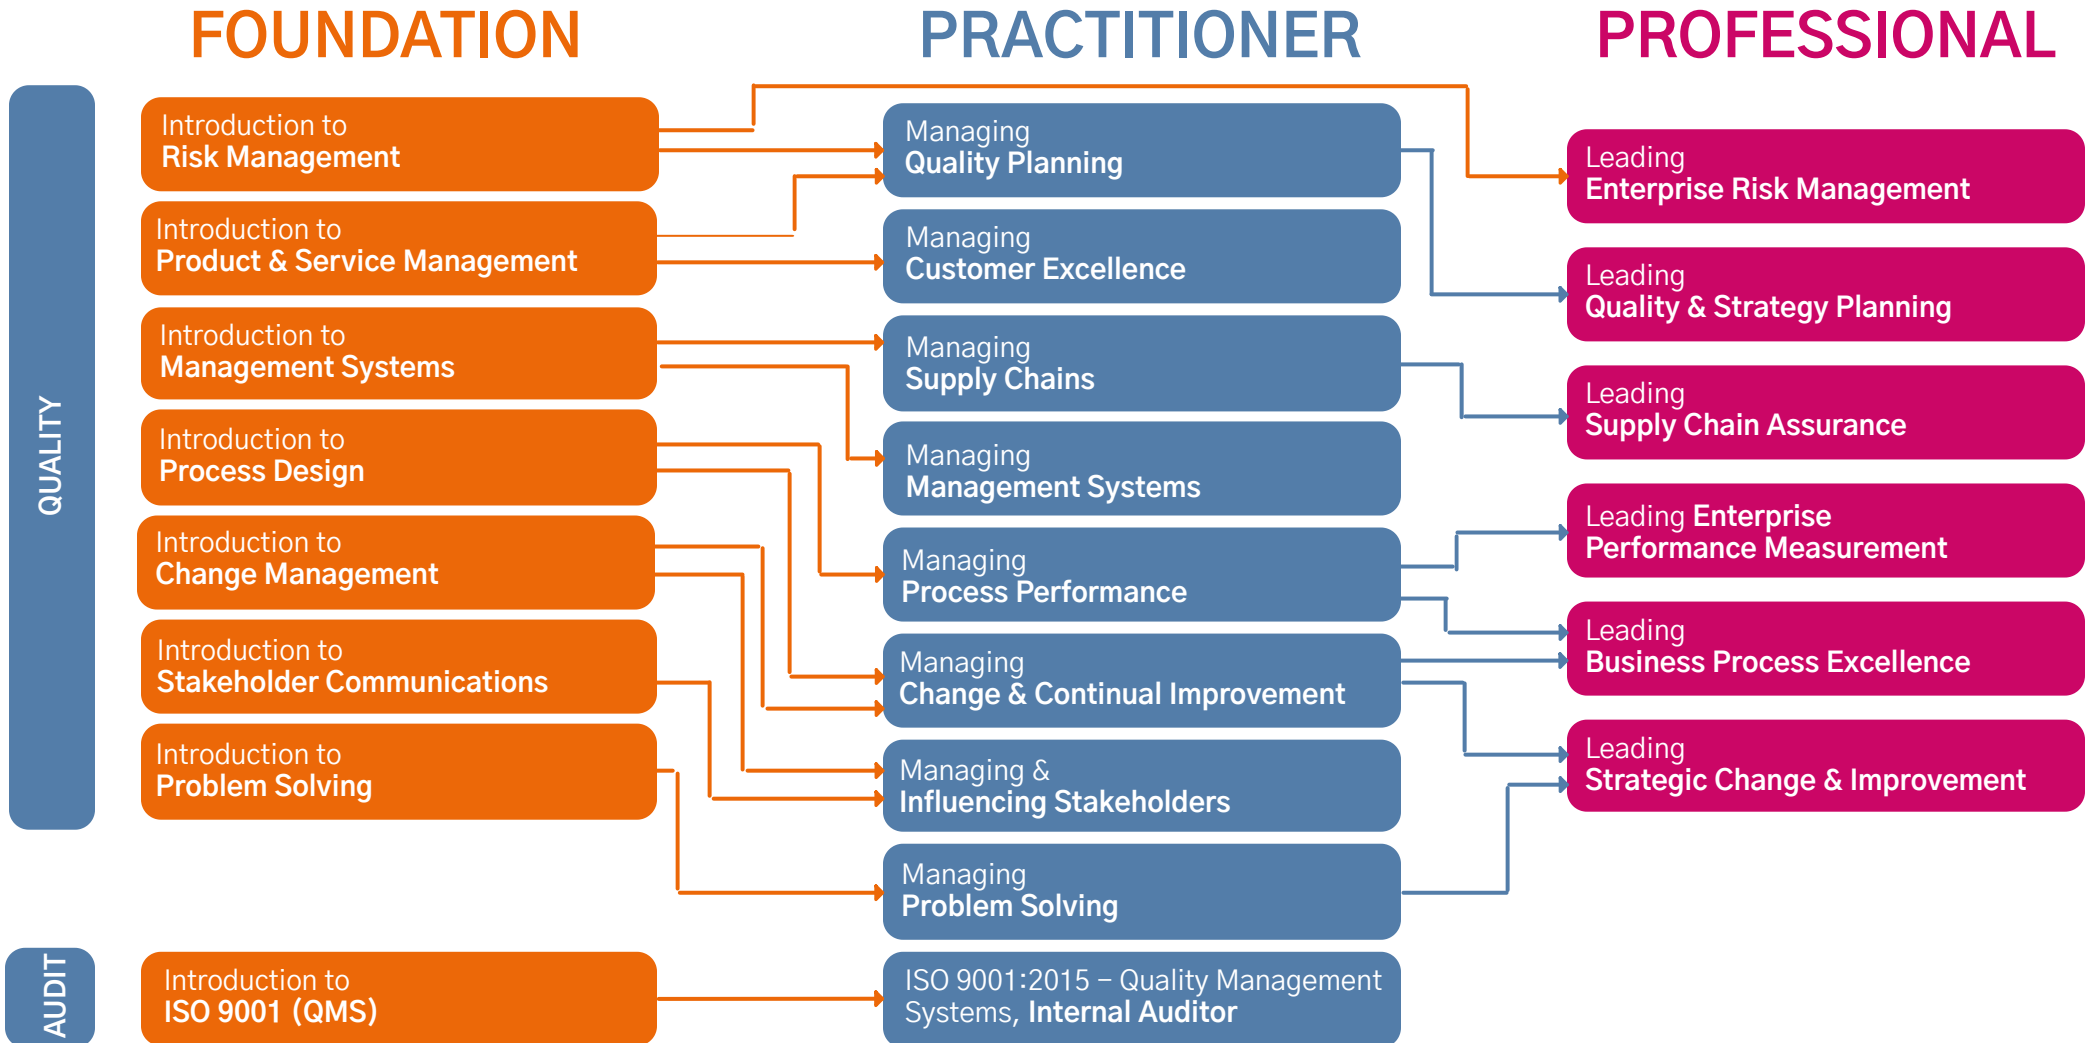 FOUNDATION
PRACTITIONER
PROFESSIONAL
QUALITY
Introduction to
Risk Management
Introduction to
Product & Service Management
Introduction to
Management Systems
Introduction to
Process Design
Introduction to
Change Management
Introduction to
Stakeholder Communications
Introduction to
Problem Solving
Managing
Quality Planning
Managing
Customer Excellence
Managing
Supply Chains
Managing
Management Systems
Managing
Process Performance
Managing
Change & Continual Improvement
Managing &
Influencing Stakeholders
Managing
Problem Solving
Leading
Enterprise Risk Management
Leading
Quality & Strategy Planning
Leading
Supply Chain Assurance
Leading Enterprise
Performance Measurement
Leading
Business Process Excellence
Leading
Strategic Change & Improvement
AUDIT
Introduction to
ISO 9001 (QMS)
ISO 9001:2015 – Quality Management
Systems, Internal Auditor